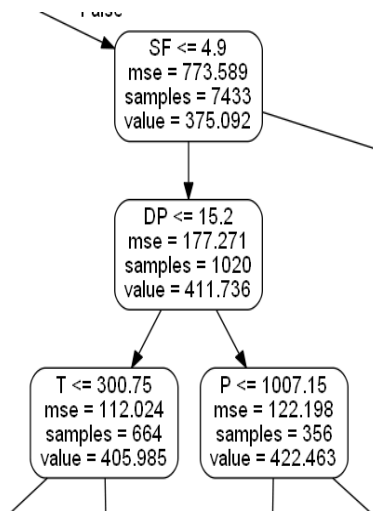 False
SF <= 4.9
mse = 773.589
samples = 7433
value = 375.092
DP <= 15.2
mse = 177.271
samples = 1020
value = 411.736
T <= 300.75
mse = 112.024
samples = 664
value = 405.985
P <= 1007.15
mse = 122.198
samples = 356
value = 422.463